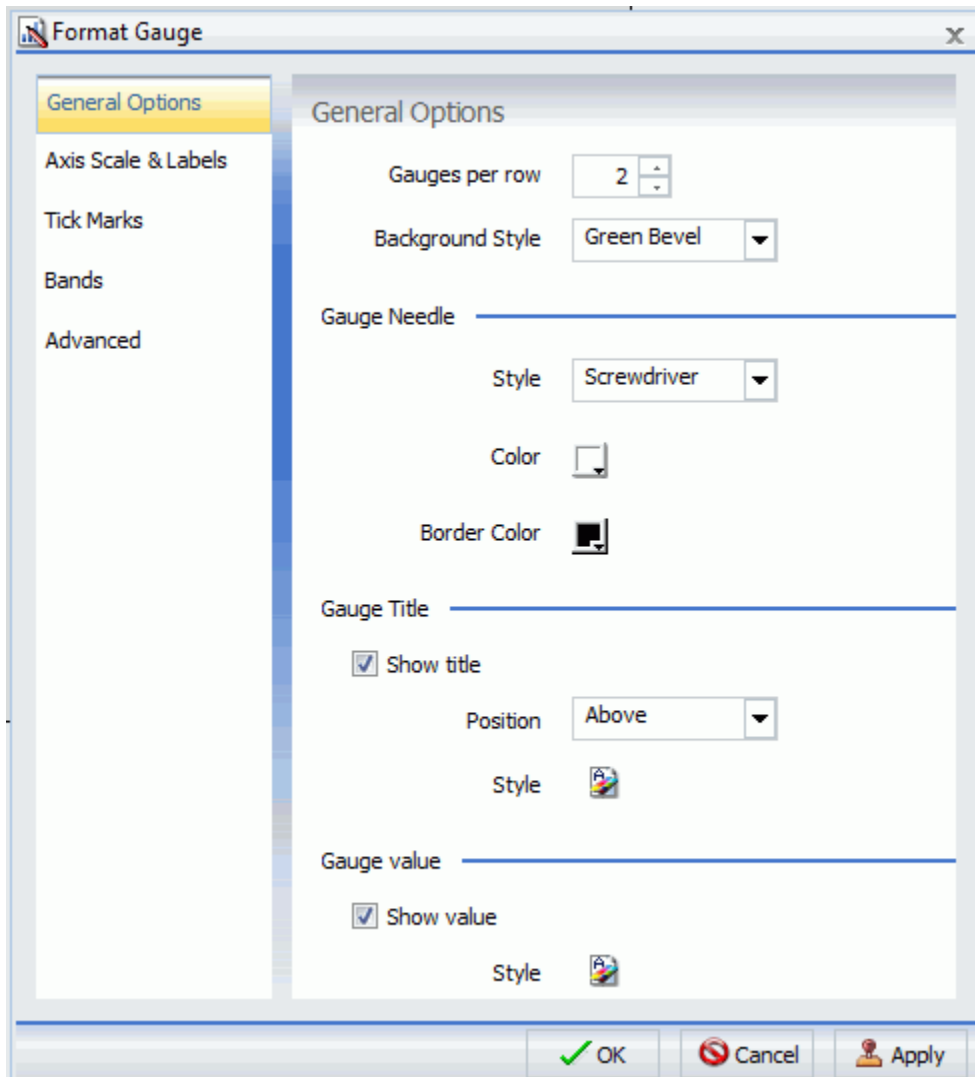 Format Gauge
General Options
Axis Scale & Labels
Tick Marks
Bands
Advanced
General Options
Gauges per row 2
Background Style Green Bevel
Gauge Needle
Style Screwdriver
Color
Border Color
Gauge Title
Show title
Position Above
Style
Gauge value
Show value
Style
OK Cancel Apply